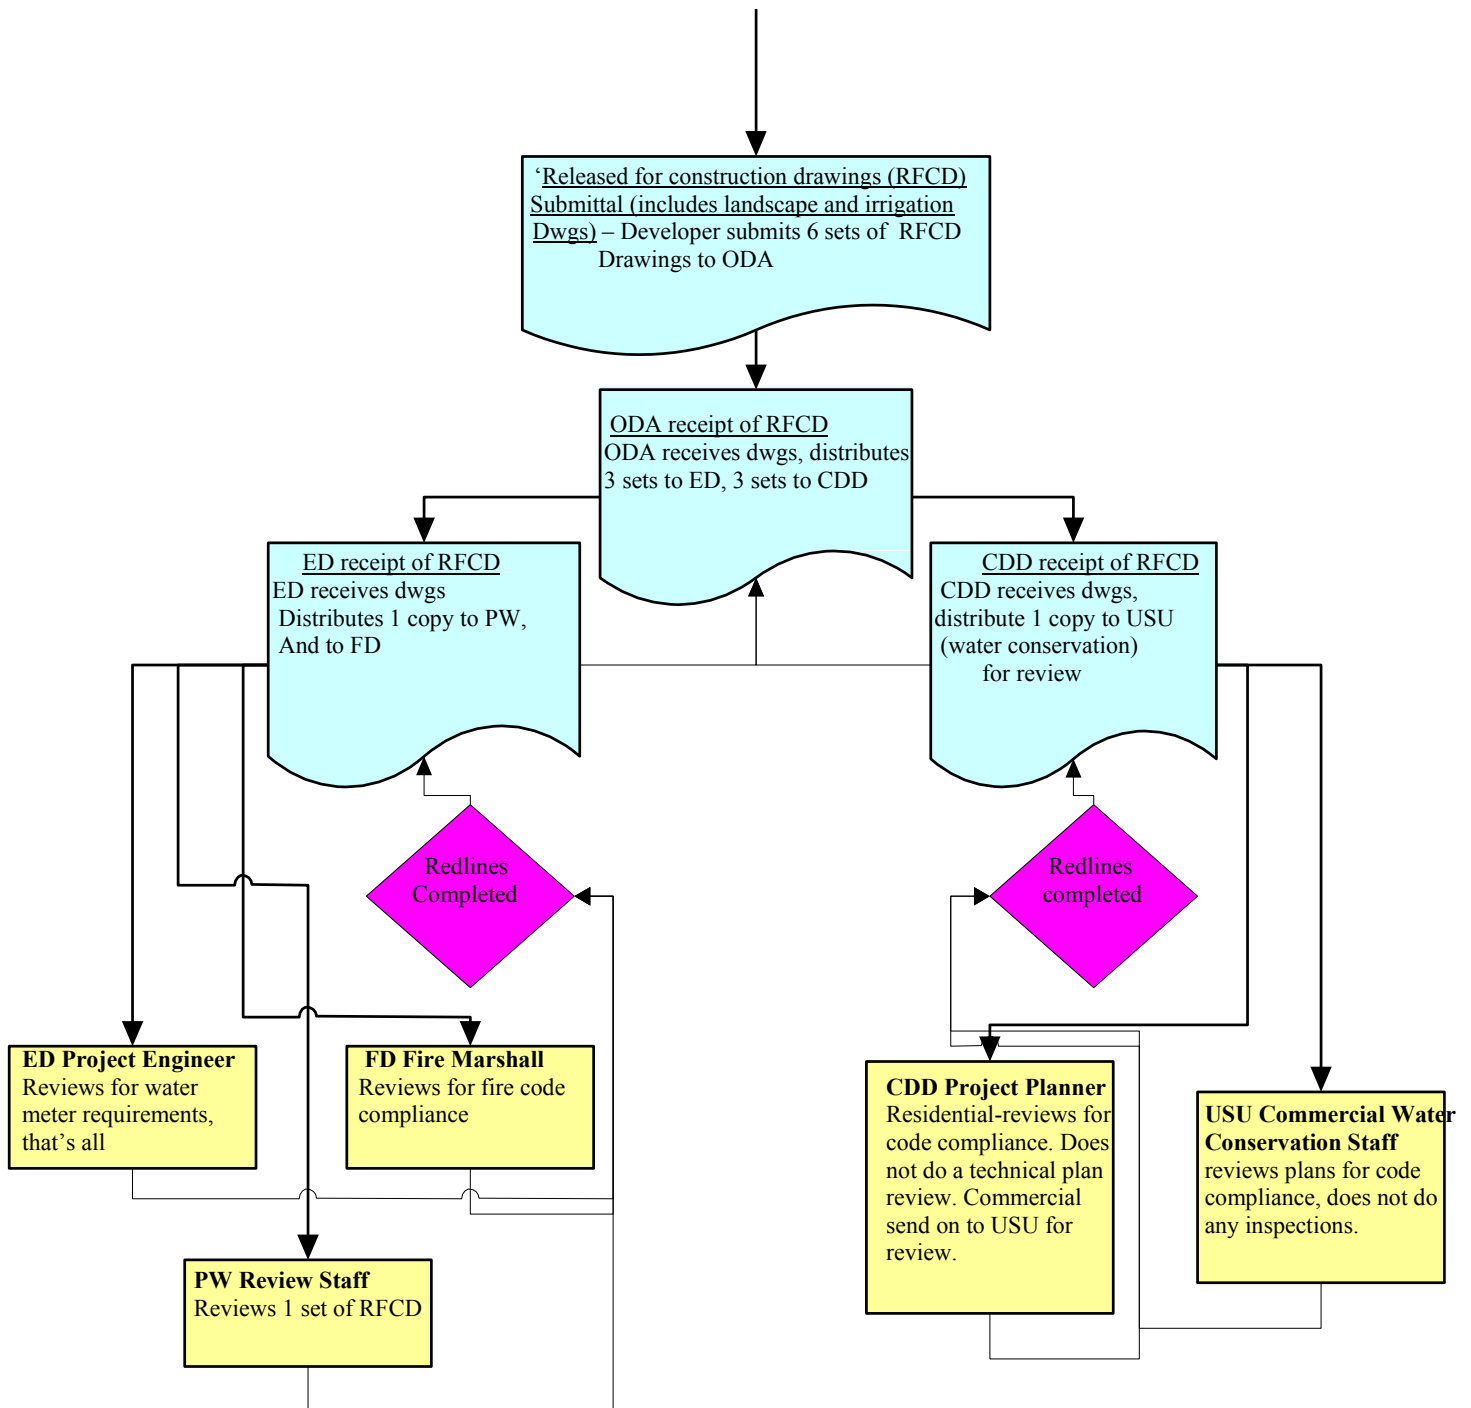 ‘Released for construction drawings (RFCD)
Submittal (includes landscape and irrigation
Dwgs) – Developer submits 6 sets of RFCD
Drawings to ODA
ODA receipt of RFCD
ODA receives dwgs, distributes
3 sets to ED, 3 sets to CDD
ED receipt of RFCD
ED receives dwgs
Distributes 1 copy to PW,
And to FD
CDD receipt of RFCD
CDD receives dwgs,
distribute 1 copy to USU
(water conservation)
for review
Redlines
Completed
Redlines
completed
ED Project Engineer
Reviews for water
meter requirements,
that’s all
FD Fire Marshall
Reviews for fire code
compliance
CDD Project Planner
Residential-reviews for
code compliance. Does
not do a technical plan
review. Commercial
send on to USU for
review.
USU Commercial Water
Conservation Staff
reviews plans for code
compliance, does not do
any inspections.
PW Review Staff
Reviews 1 set of RFCD